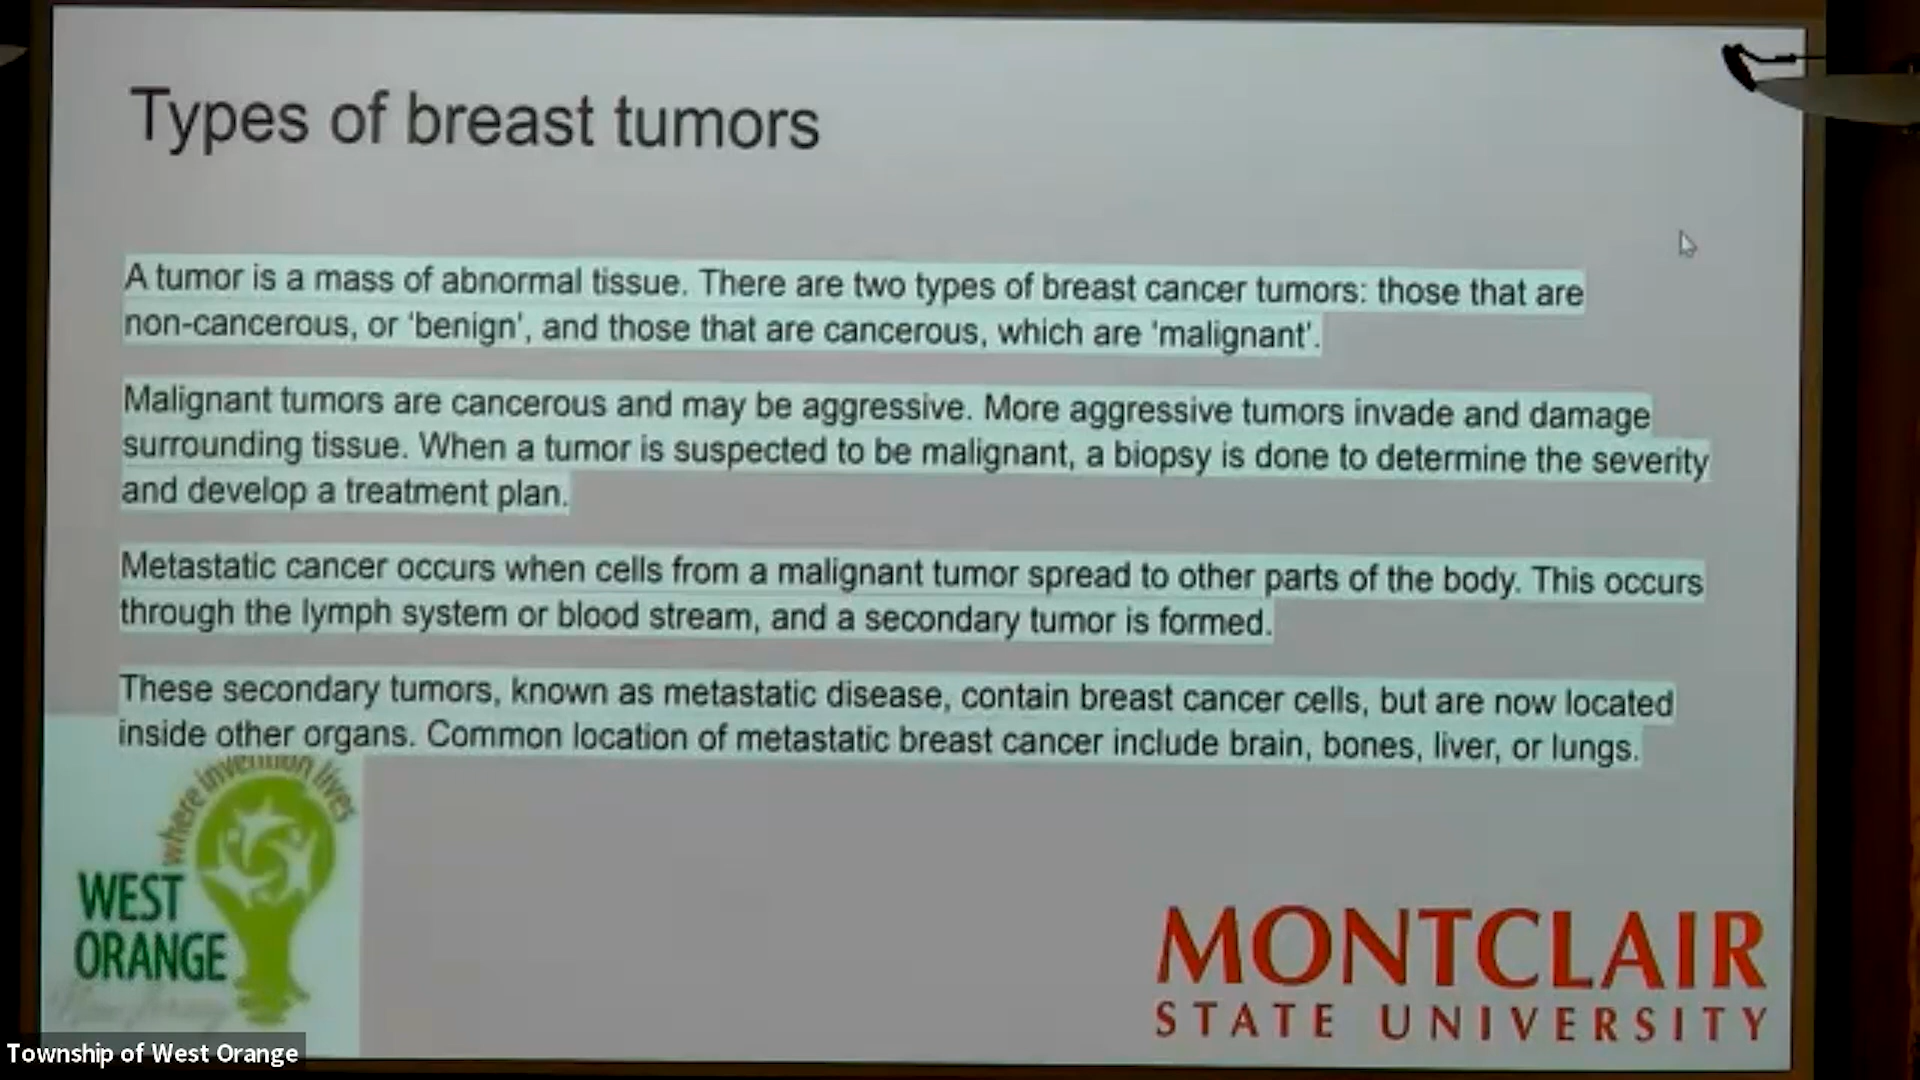 Types of breast tumors
A tumor is a mass of abnormal tissue. There are two types of breast cancer tumors: those that are
non-cancerous, or ‘benign’, and those that are cancerous, which are ‘malignant’.
Malignant tumors are cancerous and may be aggressive. More aggressive tumors invade and damage
surrounding tissue. When a tumor is suspected to be malignant, a biopsy is done to determine the severity
and develop a treatment plan.
Metastatic cancer occurs when cells from a malignant tumor spread to other parts of the body. This occurs
through the lymph system or blood stream, and a secondary tumor is formed.
These secondary tumors, known as metastatic disease, contain breast cancer cells, but are now located
inside other organs. Common location of metastatic breast cancer include brain, bones, liver, or lungs.
where invention lives
WEST
ORANGE
New Jersey
MONTCLAIR
STATE UNIVERSITY
Township of West Orange